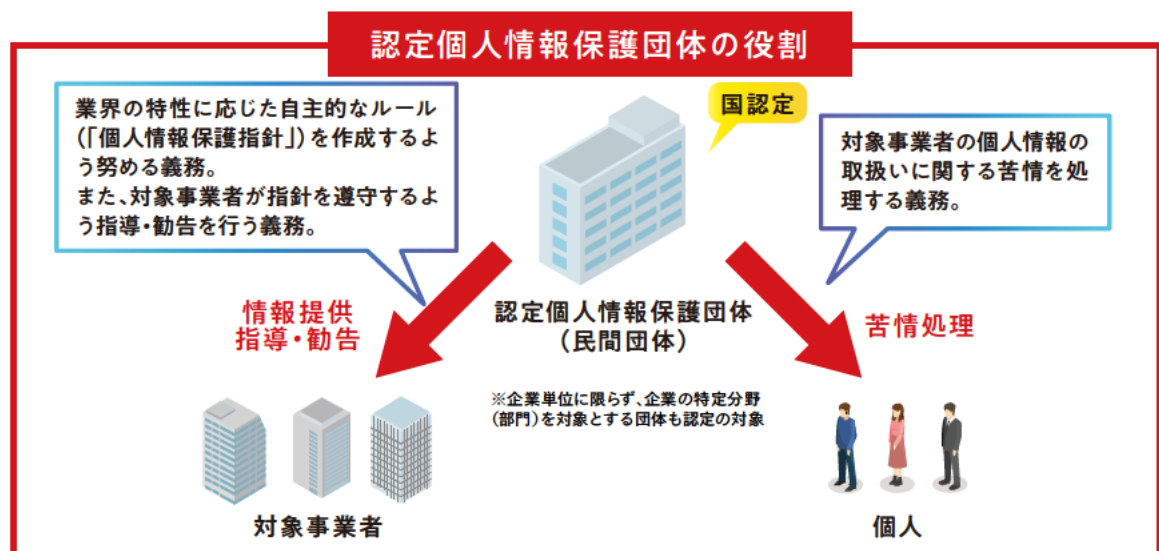 認定個人情報保護団体の役割
業界の特性に応じた自主的なルール
(「個人情報保護指針」)を作成するよ
う努める義務。
また、対象事業者が指針を遵守するよ
う指導・勧告を行う義務。
国認定
対象事業者の個人情報の
取扱いに関する苦情を処
理する義務。
情報提供
指導・勧告
認定個人情報保護団体
(民間団体)
苦情処理
※企業単位に限らず、企業の特定分野
(部門)を対象とする団体も認定の対象
対象事業者
個人